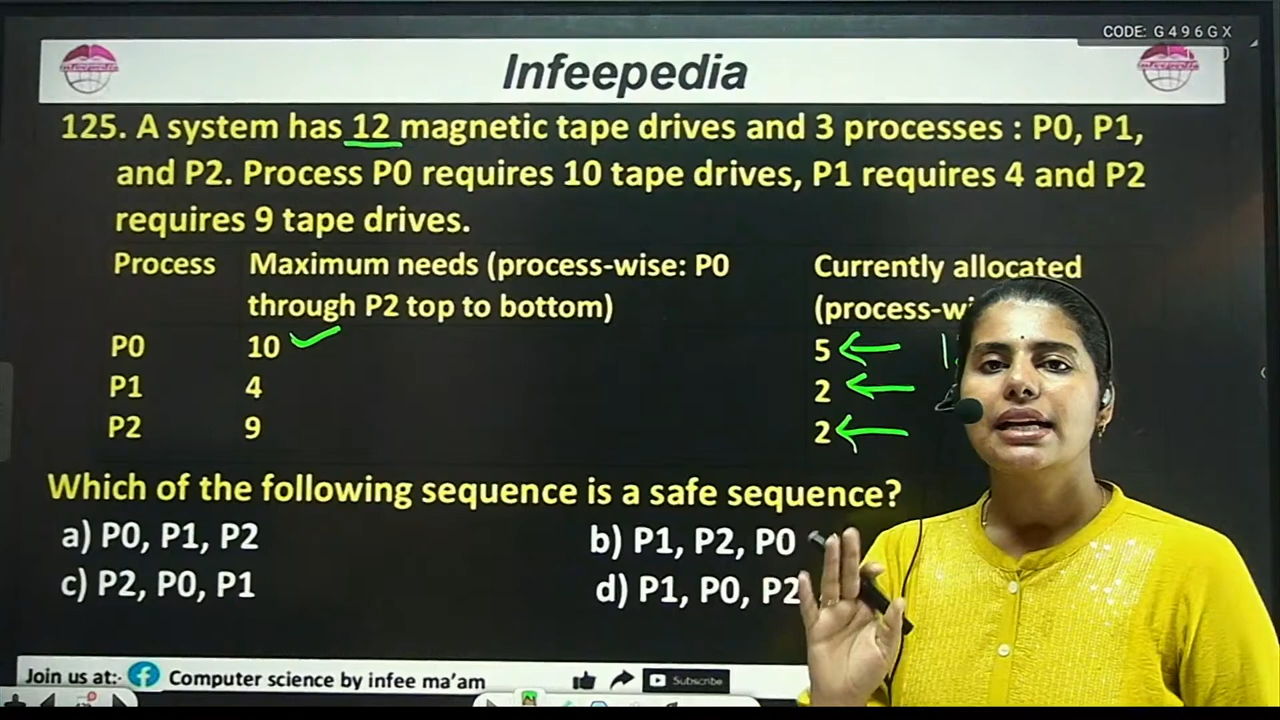 CODE: G 4 9 6 G X
Infeepedia
125. A system has 12 magnetic tape drives and 3 processes : P0, P1,
and P2. Process P0 requires 10 tape drives, P1 requires 4 and P2
requires 9 tape drives.
Process Maximum needs (process-wise: P0 Currently allocated
through P2 top to bottom) (process-w
P0 10 5
P1 4 2
P2 9 2
Which of the following sequence is a safe sequence?
a) P0, P1, P2 b) P1, P2, P0
c) P2, P0, P1 d) P1, P0, P2
Join us at:- Computer science by infee ma'am Subscribe